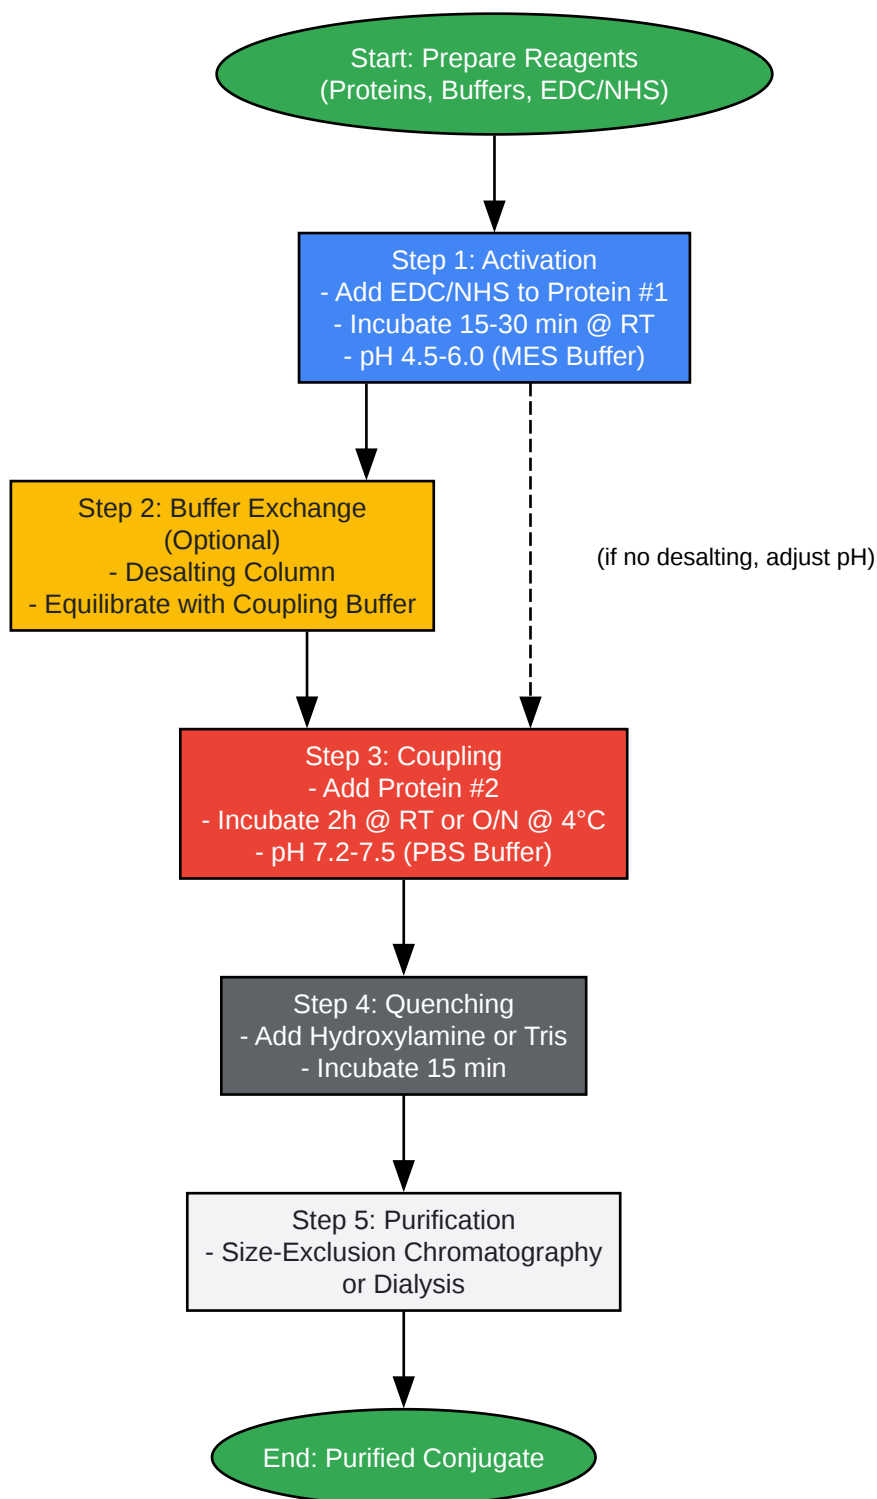 Start: Prepare Reagents
(Proteins, Buffers, EDC/NHS)
Step 1: Activation
- Add EDC/NHS to Protein #1
- Incubate 15-30 min @ RT
- pH 4.5-6.0 (MES Buffer)
Step 2: Buffer Exchange
(Optional)
- Desalting Column
- Equilibrate with Coupling Buffer
(if no desalting, adjust pH)
Step 3: Coupling
- Add Protein #2
- Incubate 2h @ RT or O/N @ 4°C
- pH 7.2-7.5 (PBS Buffer)
Step 4: Quenching
- Add Hydroxylamine or Tris
- Incubate 15 min
Step 5: Purification
- Size-Exclusion Chromatography
or Dialysis
End: Purified Conjugate